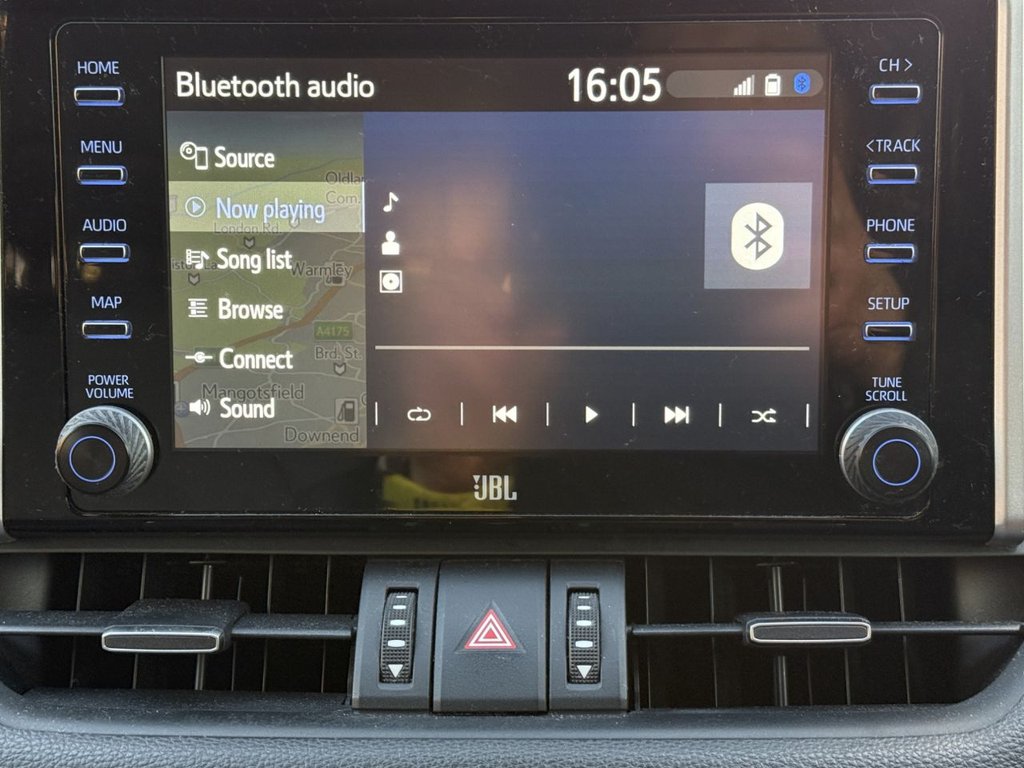 HOME
MENU
AUDIO
MAP
POWER
VOLUME
Bluetooth audio
16:05
Source
Now playing
Song list
Browse
Connect
Sound
Com.
London Rd.
Warmley
A4175
Brd. St.
Mangotsfield
Downend
CH >
<TRACK
PHONE
SETUP
TUNE
SCROLL
JBL